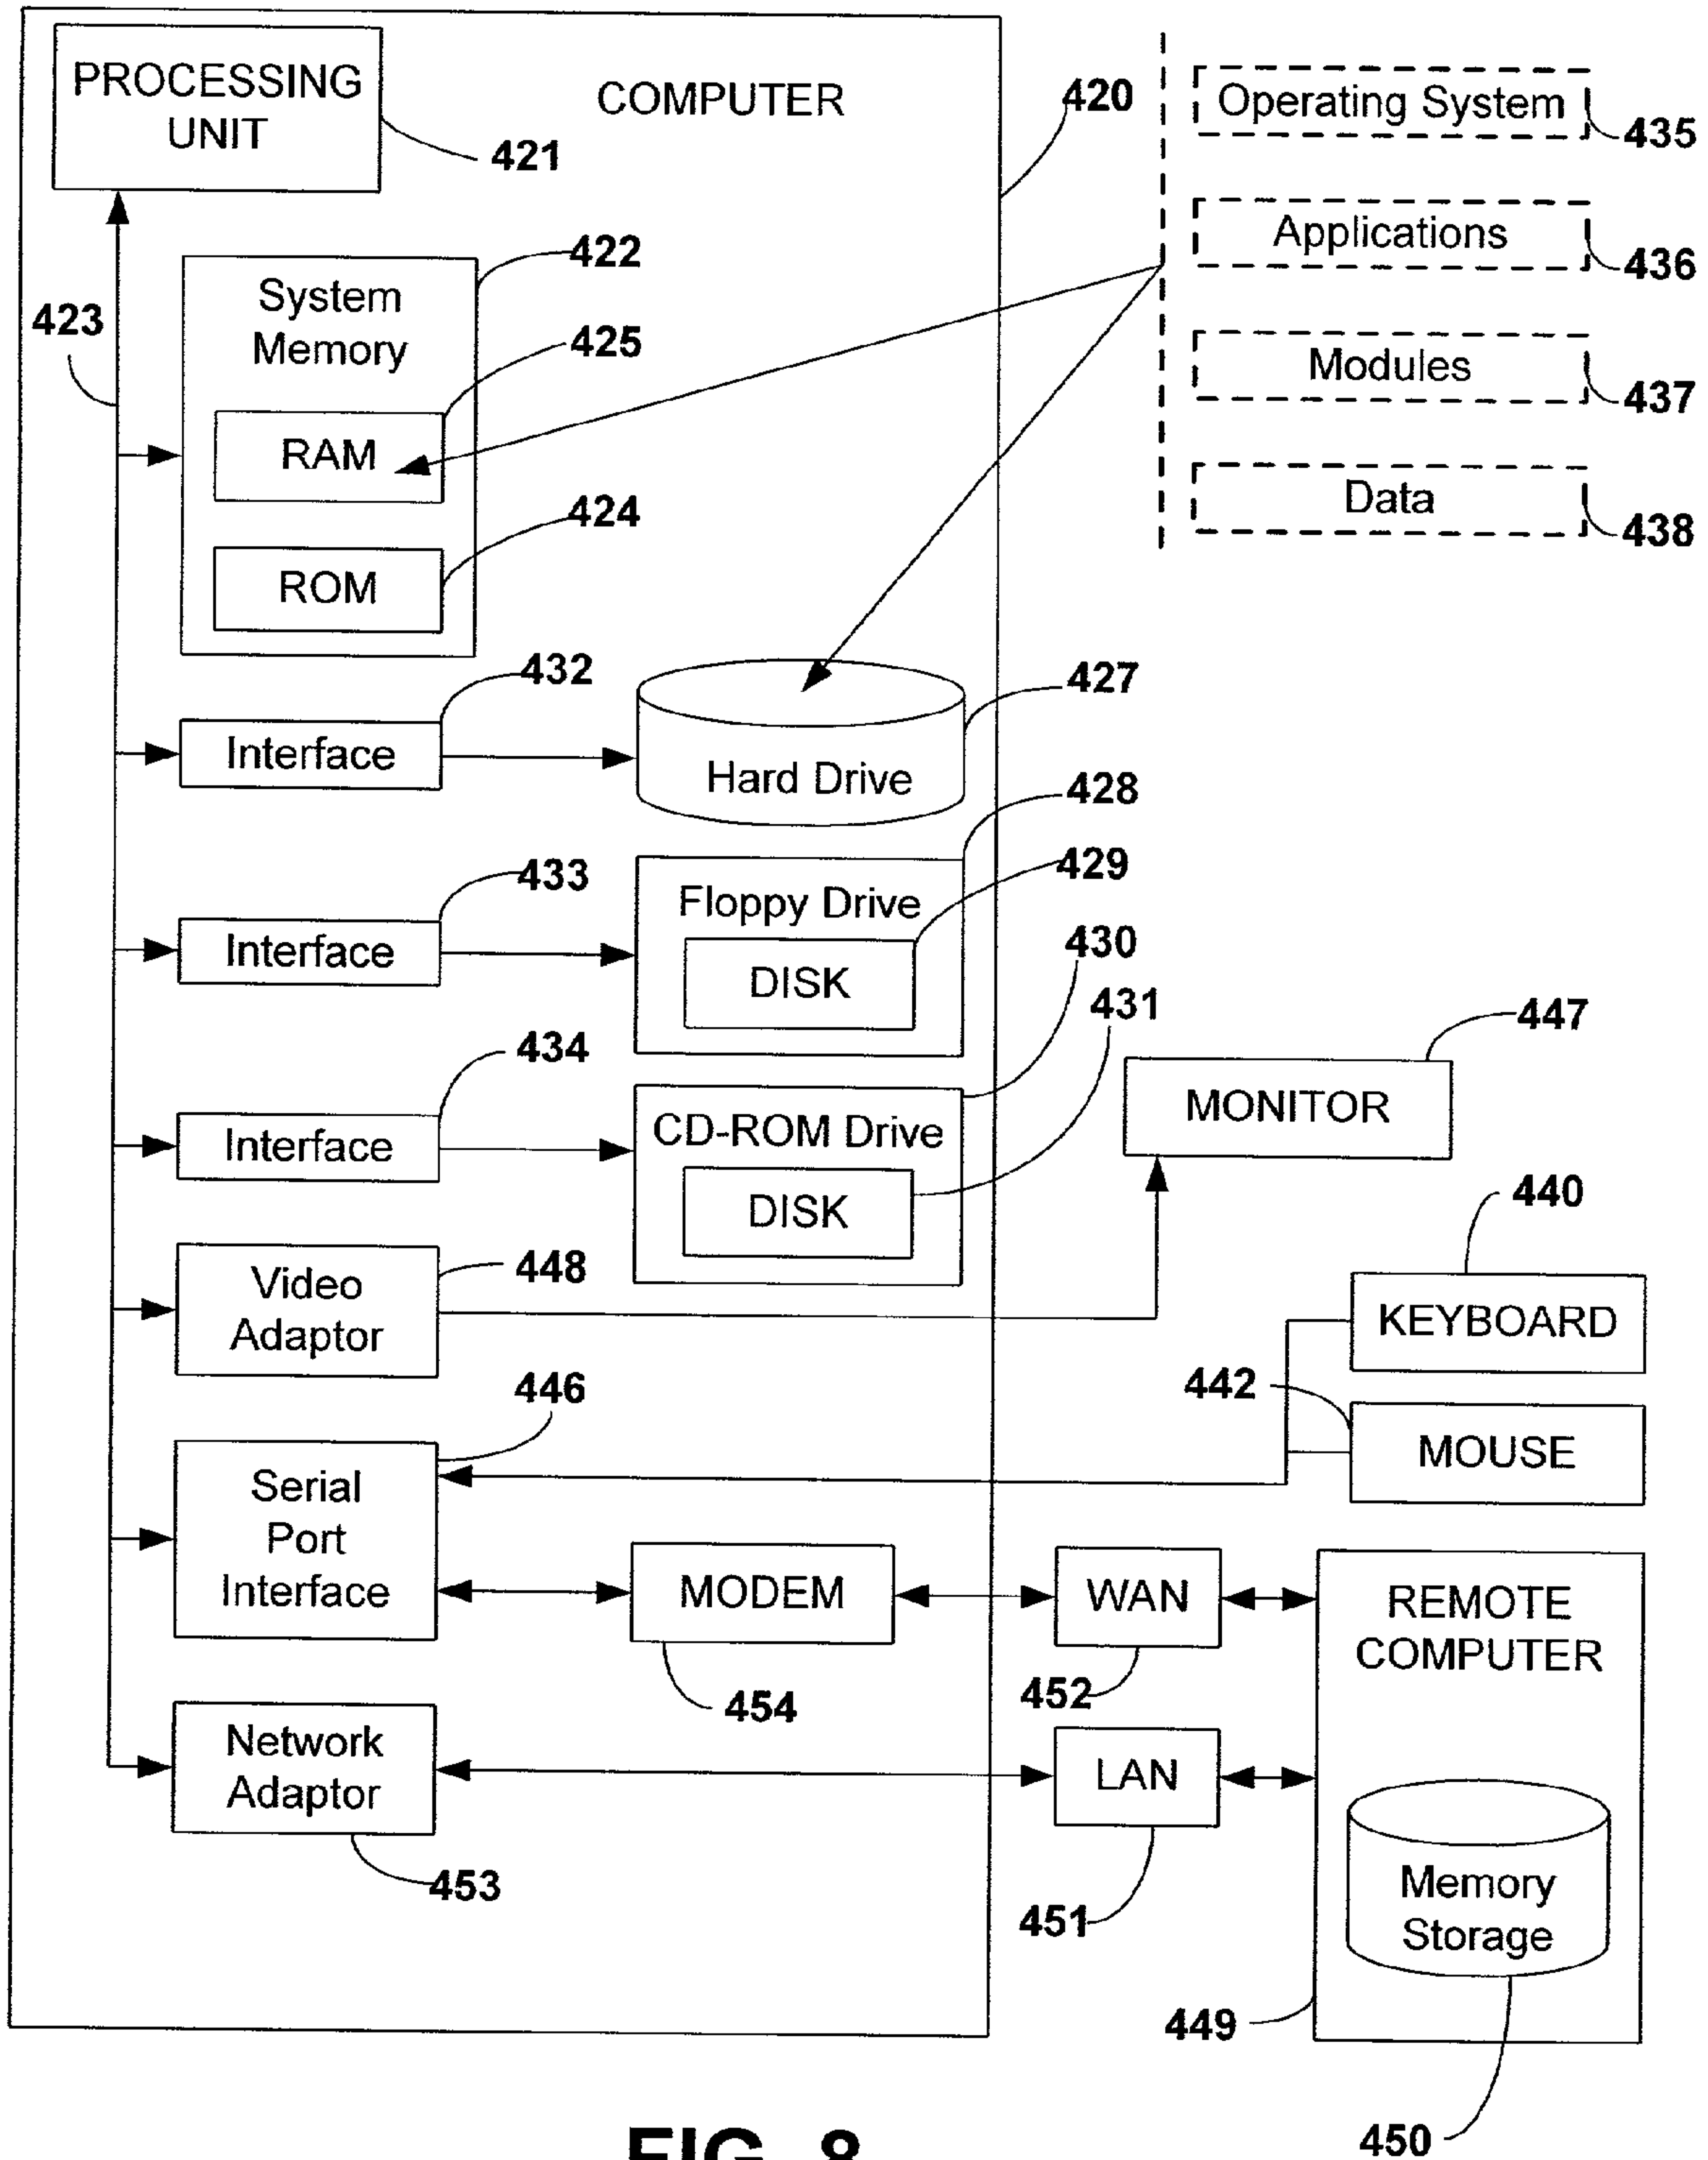 PROCESSING
UNIT
421
COMPUTER
420
Operating System
435
Applications
436
Modules
437
Data
438
423
System
Memory
422
RAM
425
ROM
424
Interface
432
Hard Drive
427
Interface
433
Floppy Drive
428
DISK
429
Interface
434
CD-ROM Drive
430
DISK
431
MONITOR
447
Video
Adaptor
448
KEYBOARD
440
MOUSE
442
Serial
Port
Interface
446
MODEM
454
WAN
452
REMOTE
COMPUTER
449
Network
Adaptor
453
LAN
451
Memory
Storage
450
FIG. 8